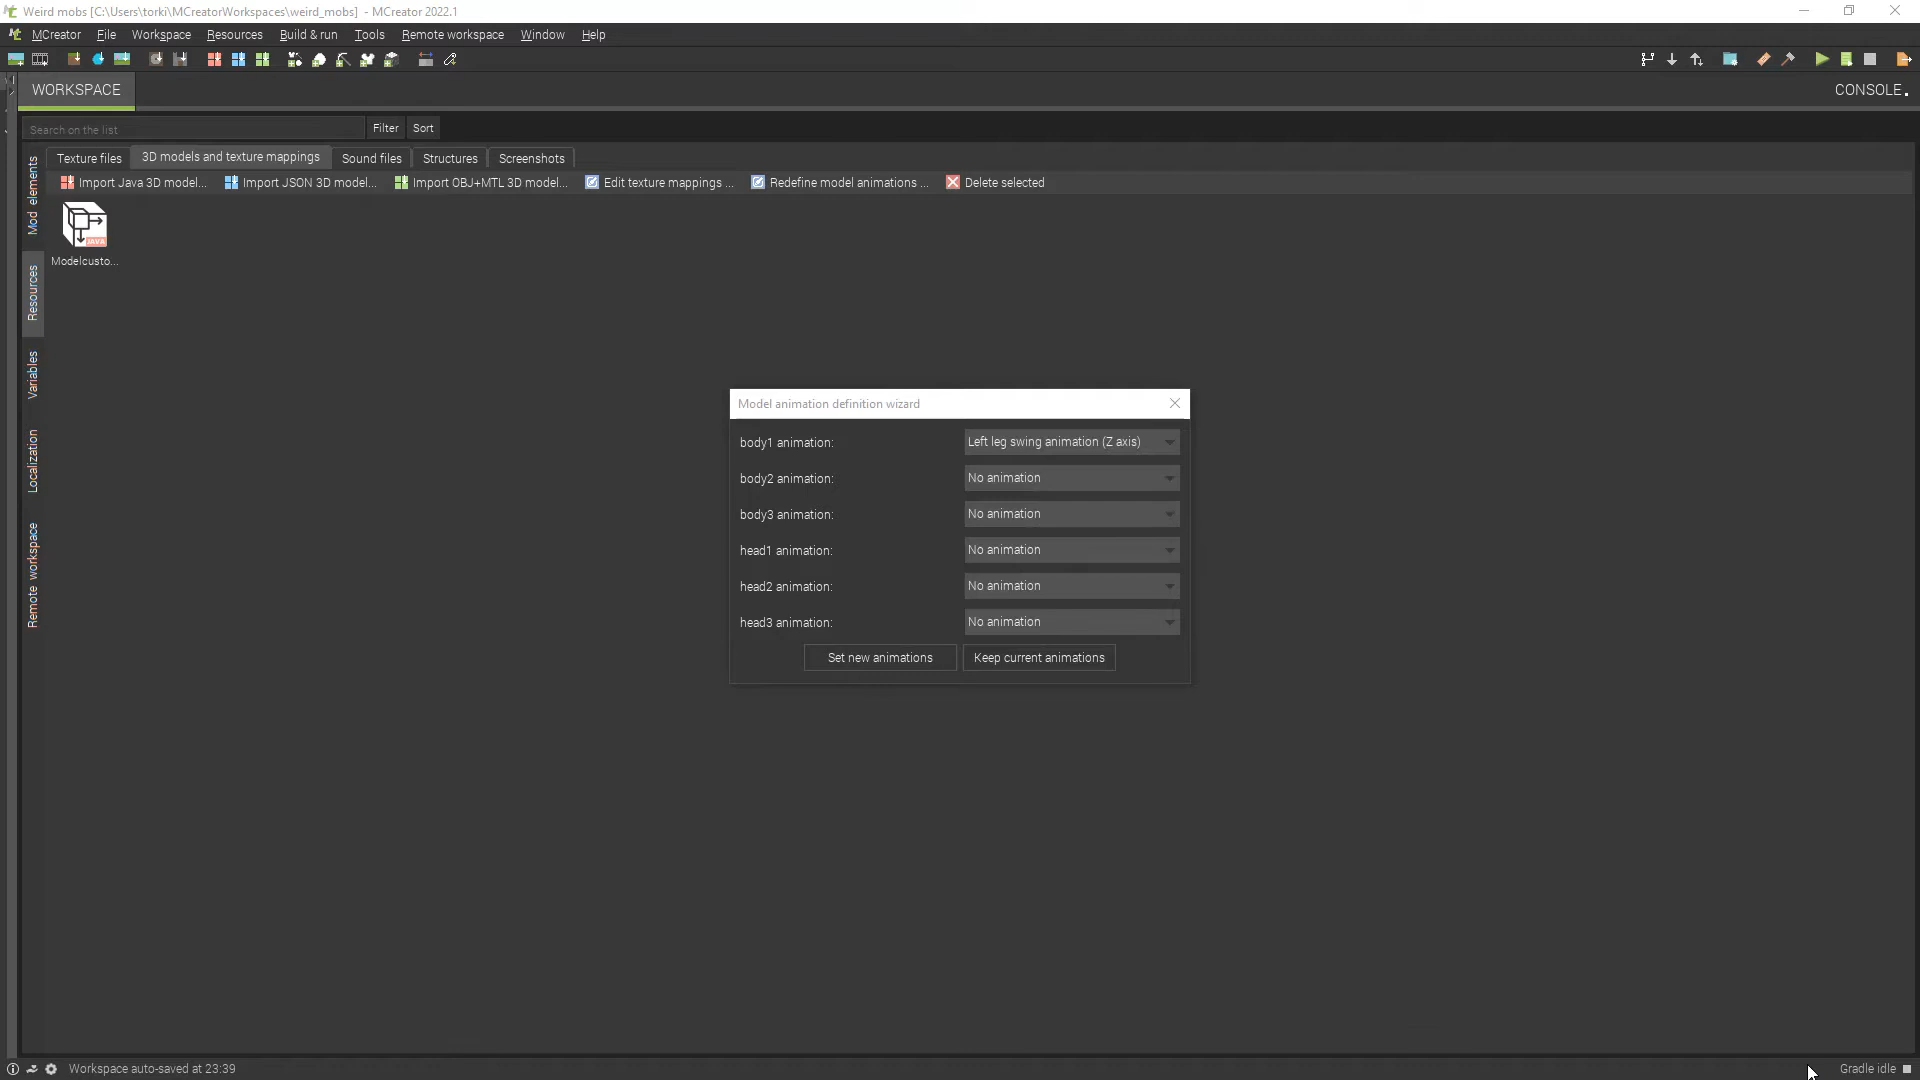 Weird mobs [C:\Users\torki\MCreatorWorkspaces\weird_mobs] - MCreator 2022.1
MCreator File Workspace Resources Build & run Tools Remote workspace Window Help
WORKSPACE
CONSOLE
Search on the list
Filter
Sort
Texture files
3D models and texture mappings
Sound files
Structures
Screenshots
Import Java 3D model...
Import JSON 3D model...
Import OBJ+MTL 3D model...
Edit texture mappings ...
Redefine model animations ...
Delete selected
Mod elements
Resources
Variables
Localization
Remote workspace
JAVA
Modelcusto...
Model animation definition wizard
body1 animation: Left leg swing animation (Z axis)
body2 animation: No animation
body3 animation: No animation
head1 animation: No animation
head2 animation: No animation
head3 animation: No animation
Set new animations
Keep current animations
Workspace auto-saved at 23:39
Gradle idle